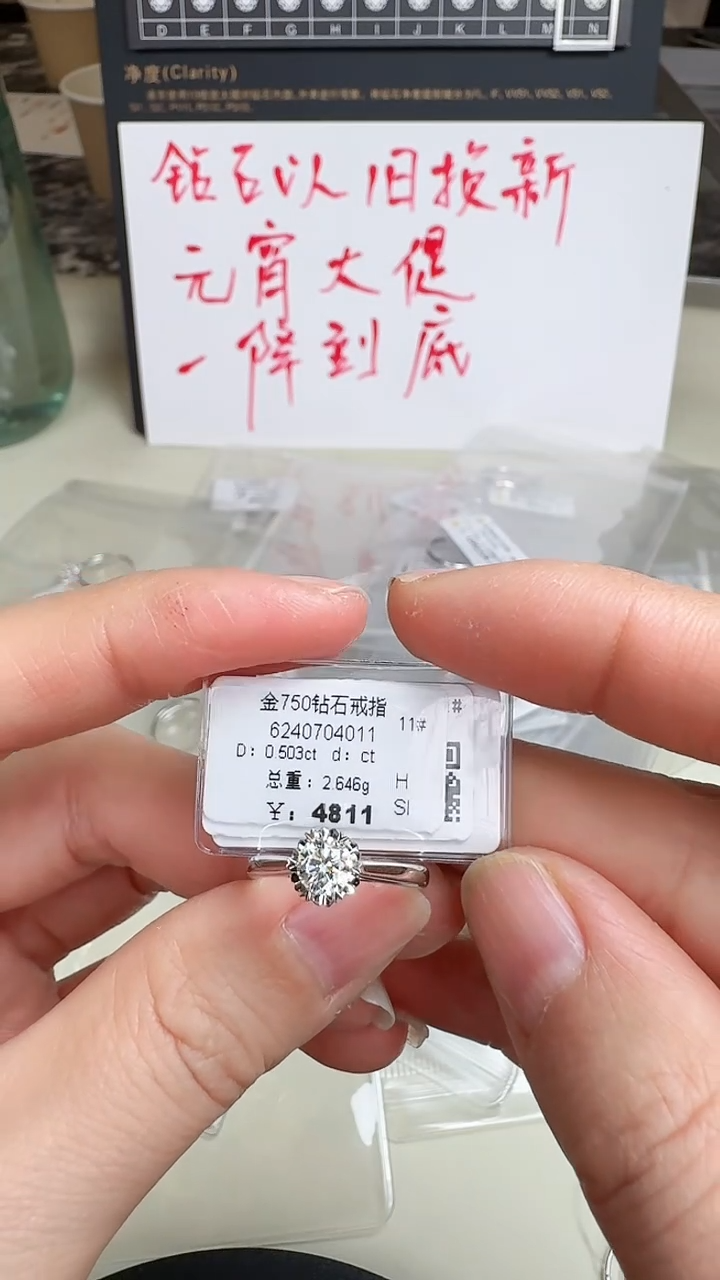 D E F G H I J K L M N
净度(Clarity)
钻石以旧换新
元宵大促
一降到底
金750钻石戒指
11#
#
6240704011
D: 0.503ct d: ct
总重: 2.646g H
4811 SI